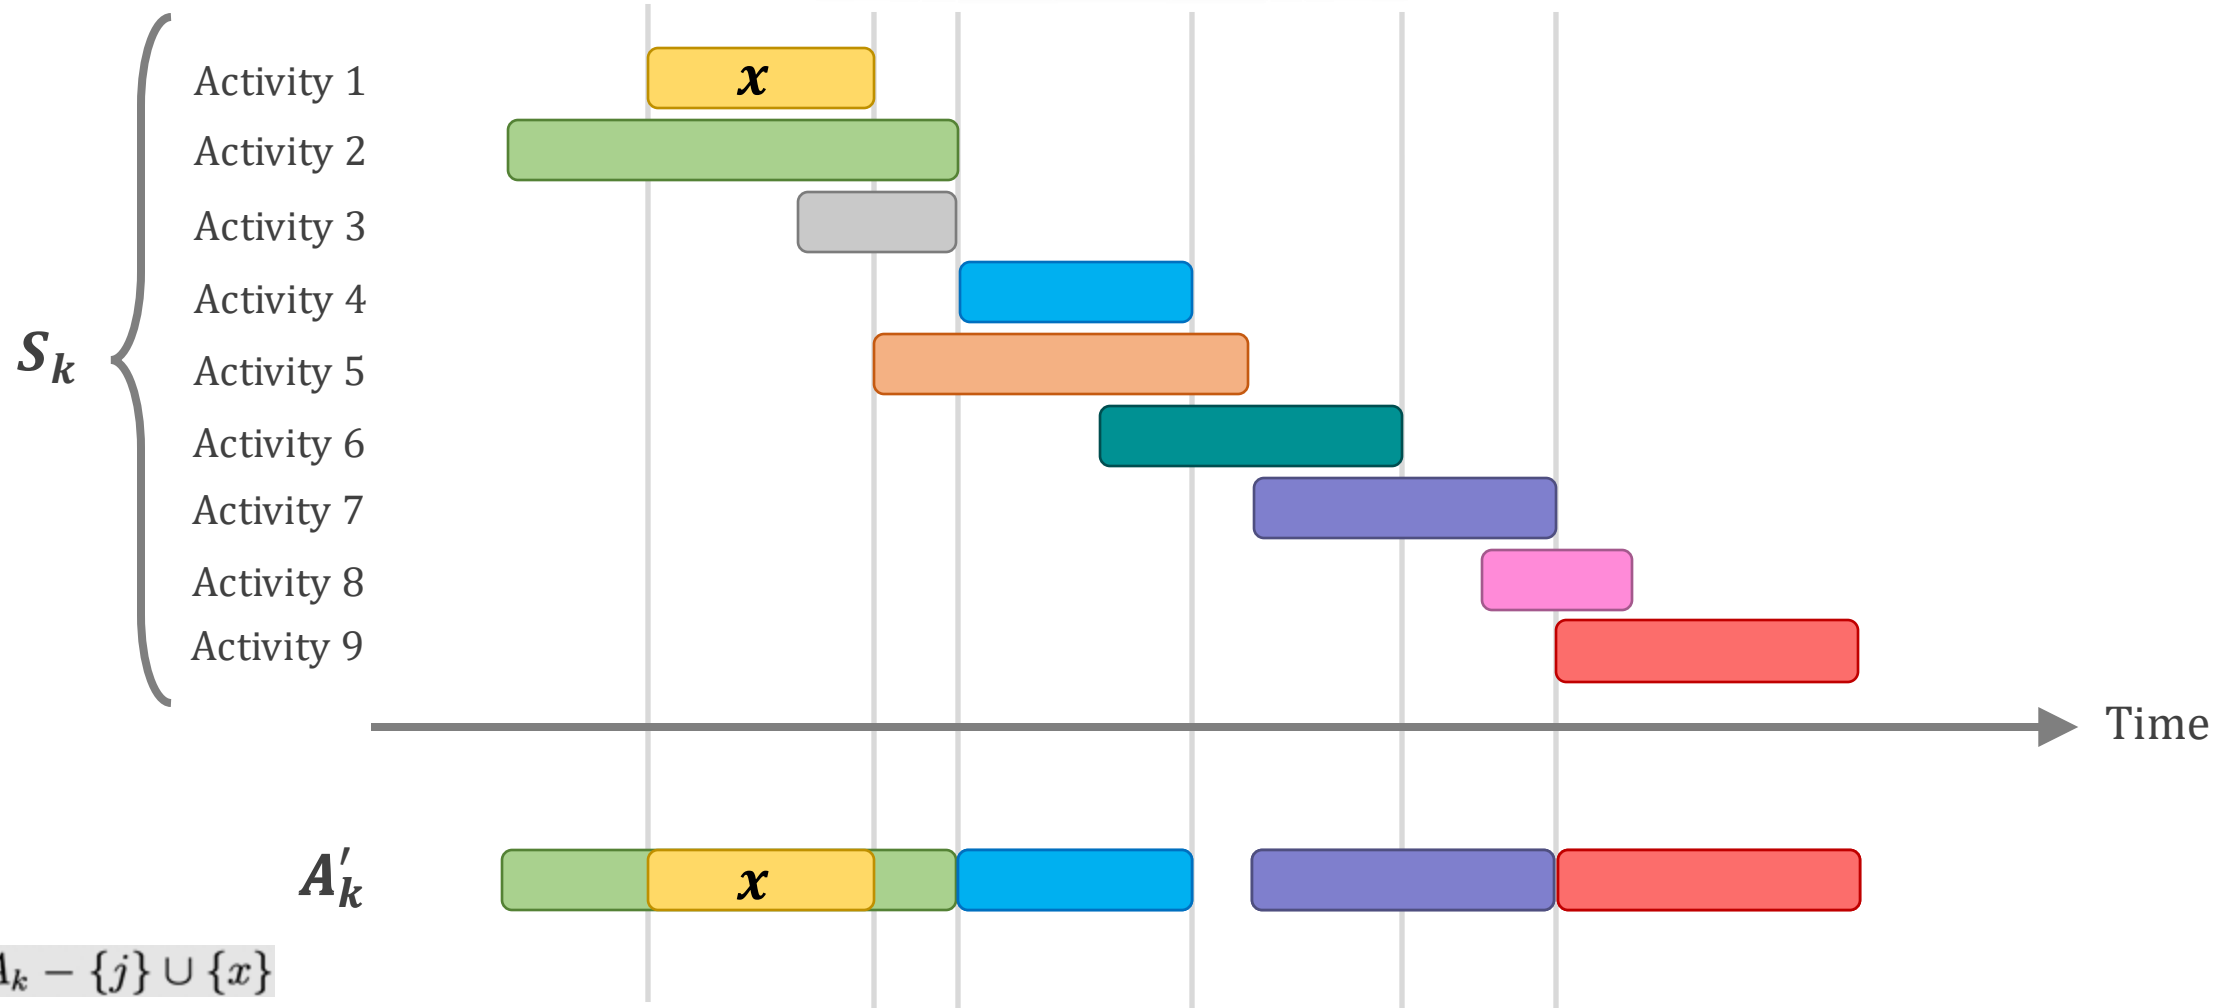 Activity 1
x
Activity 2
Activity 3
Activity 4
S_k
Activity 5
Activity 6
Activity 7
Activity 8
Activity 9
Time
A'_k
x
A_k − {j} ∪ {x}